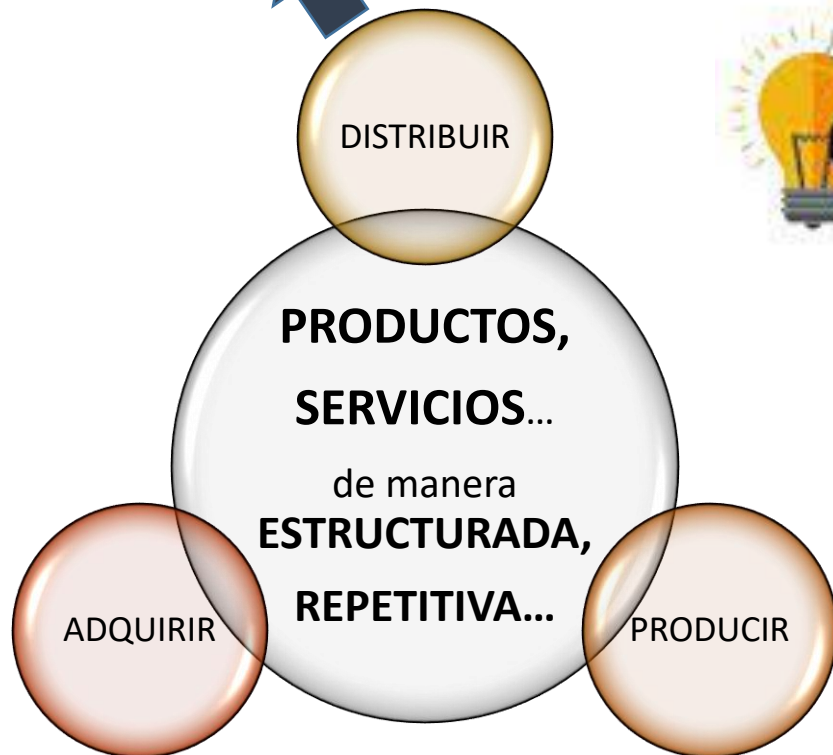 DISTRIBUIR
PRODUCTOS,
SERVICIOS...
de manera
ESTRUCTURADA,
REPETITIVA...
ADQUIRIR
PRODUCIR